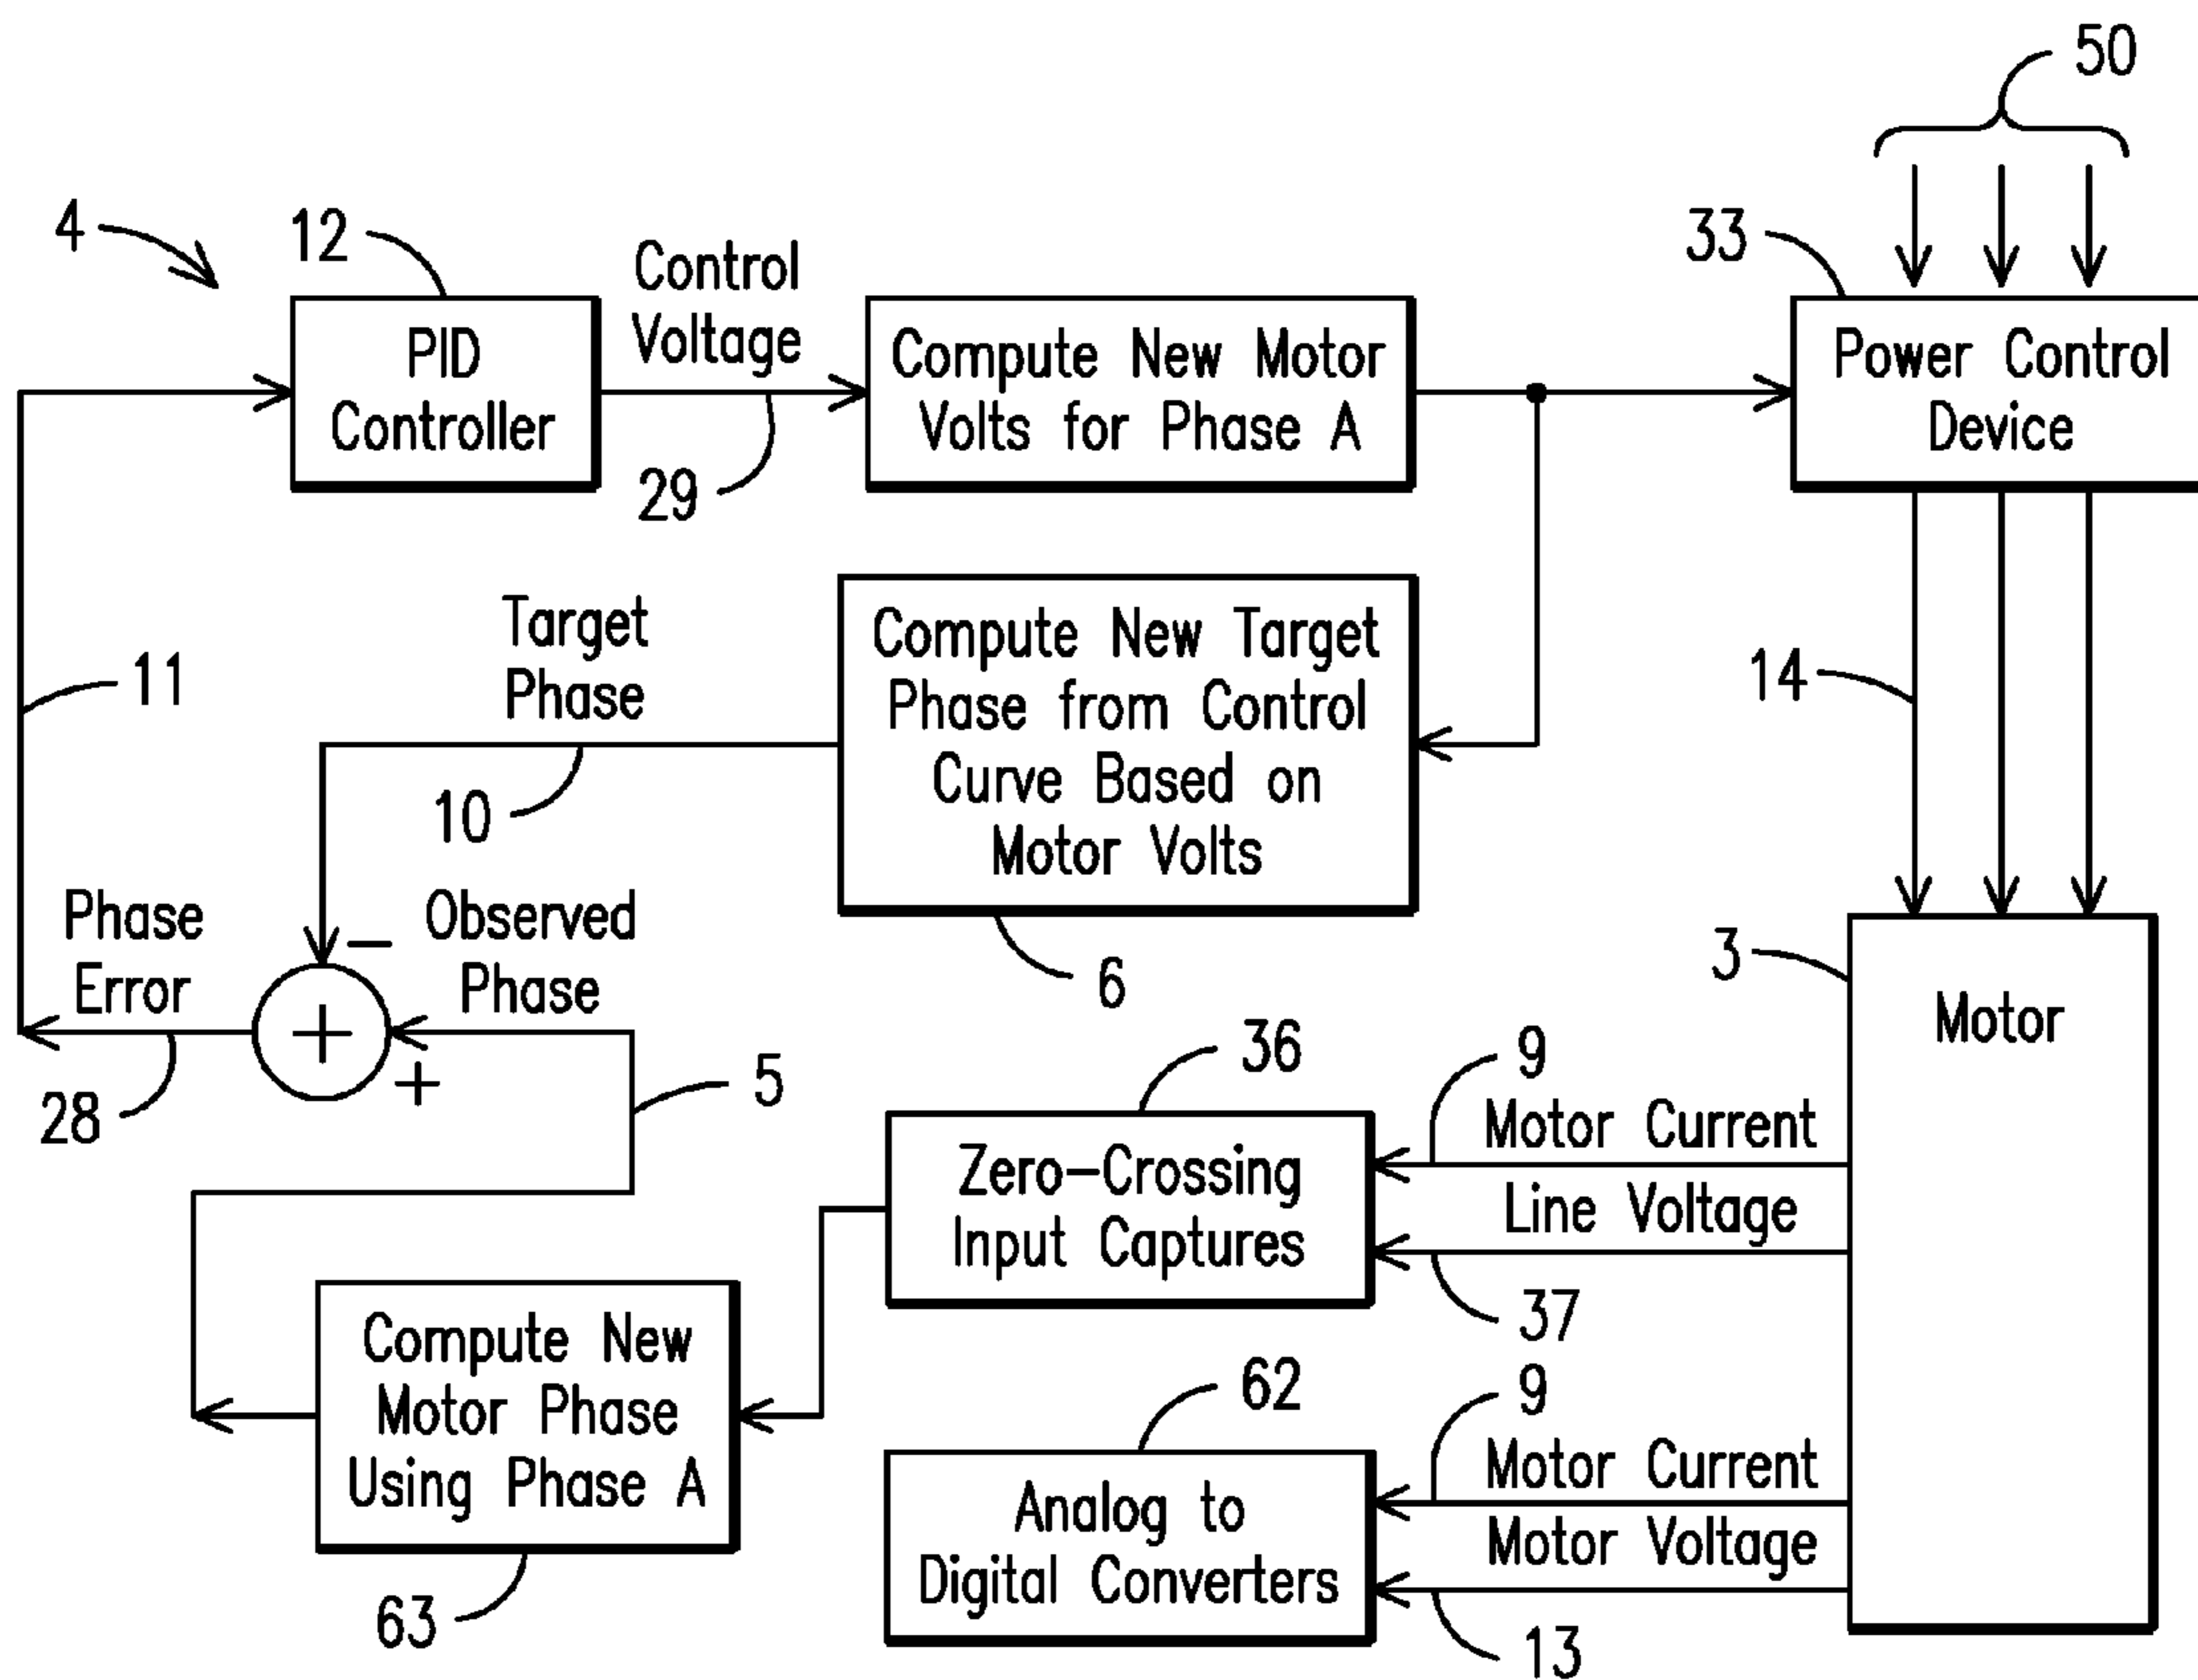 50
4
12
33
Control
Voltage
PID
Controller
Compute New Motor
Volts for Phase A
Power Control
Device
29
Target
Phase
Compute New Target
Phase from Control
Curve Based on
Motor Volts
11
14
10
Phase
Error
−
Observed
Phase
6
3
Motor
+
+
28
5
36
9
Motor Current
Zero-Crossing
Input Captures
Line Voltage
37
Compute New
Motor Phase
Using Phase A
62
9
Motor Current
Analog to
Digital Converters
Motor Voltage
63
13